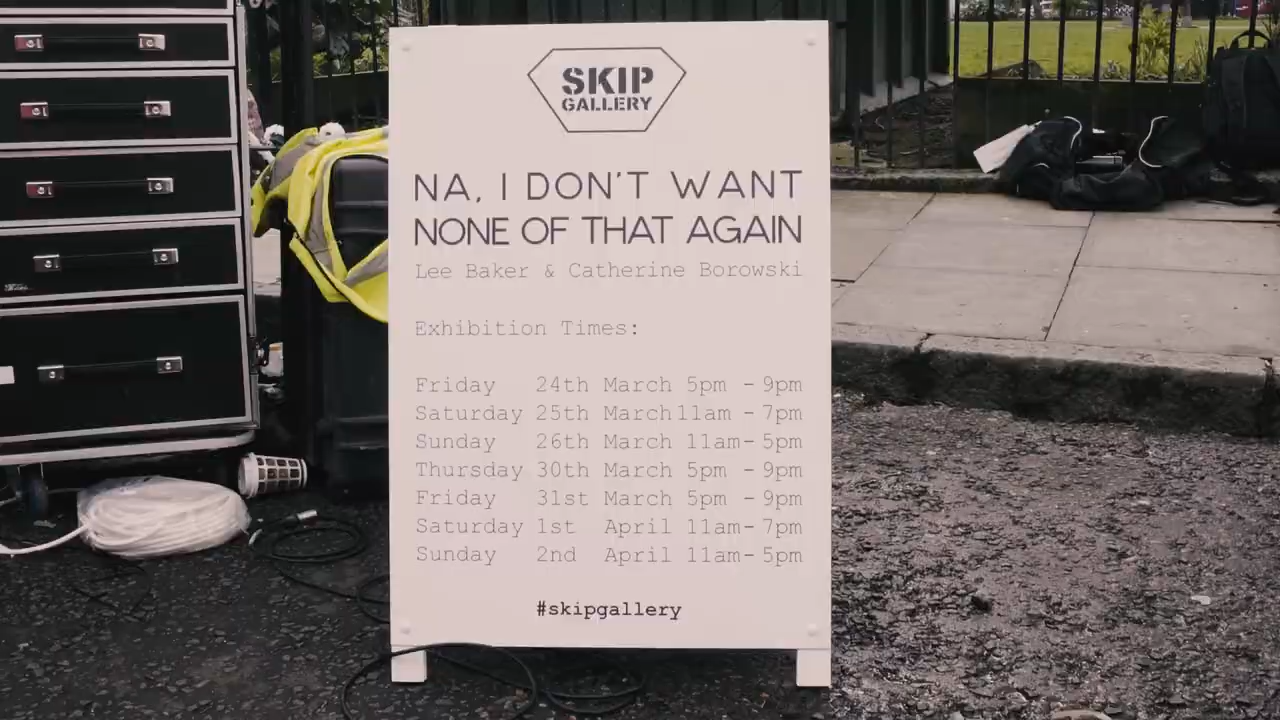 SKIP
GALLERY
NA, I DON'T WANT
NONE OF THAT AGAIN
Lee Baker & Catherine Borowski
Exhibition Times:
Friday 24th March 5pm - 9pm
Saturday 25th March 11am - 7pm
Sunday 26th March 11am - 5pm
Thursday 30th March 5pm - 9pm
Friday 31st March 5pm - 9pm
Saturday 1st April 11am - 7pm
Sunday 2nd April 11am - 5pm
#skipgallery